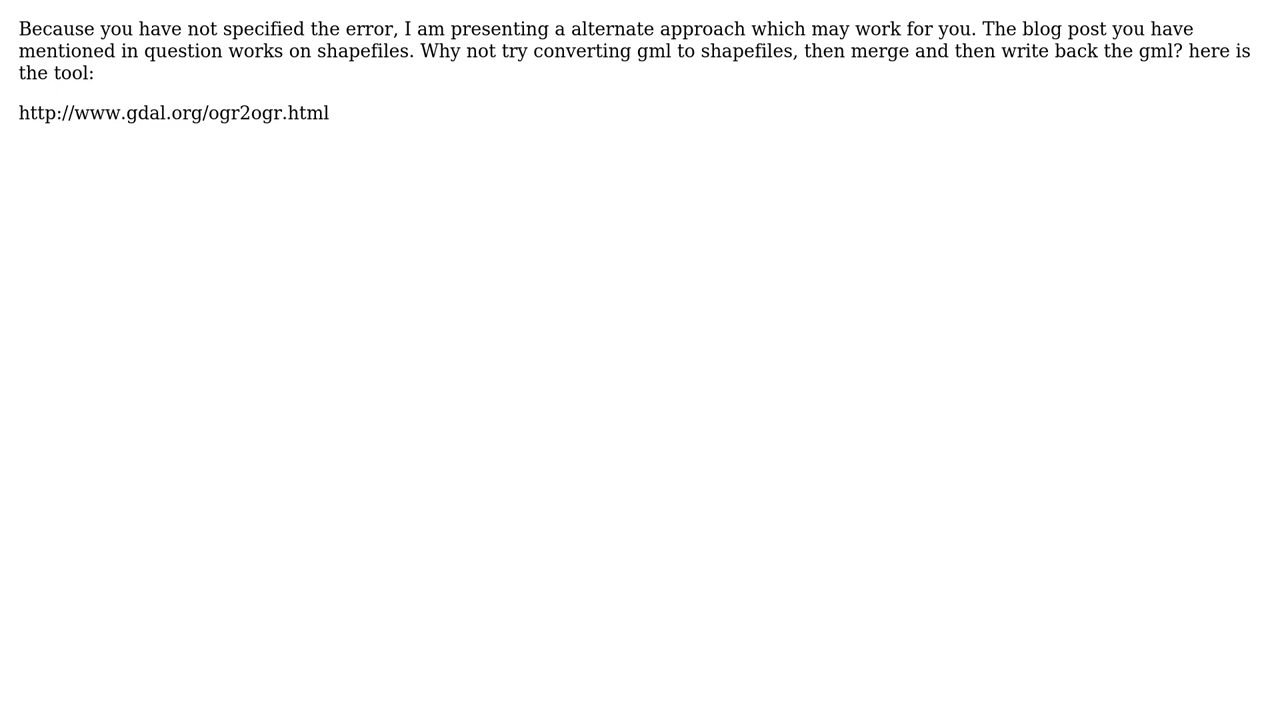 Because you have not specified the error, I am presenting a alternate approach which may work for you. The blog post you have
mentioned in question works on shapefiles. Why not try converting gml to shapefiles, then merge and then write back the gml? here is
the tool:
http://www.gdal.org/ogr2ogr.html